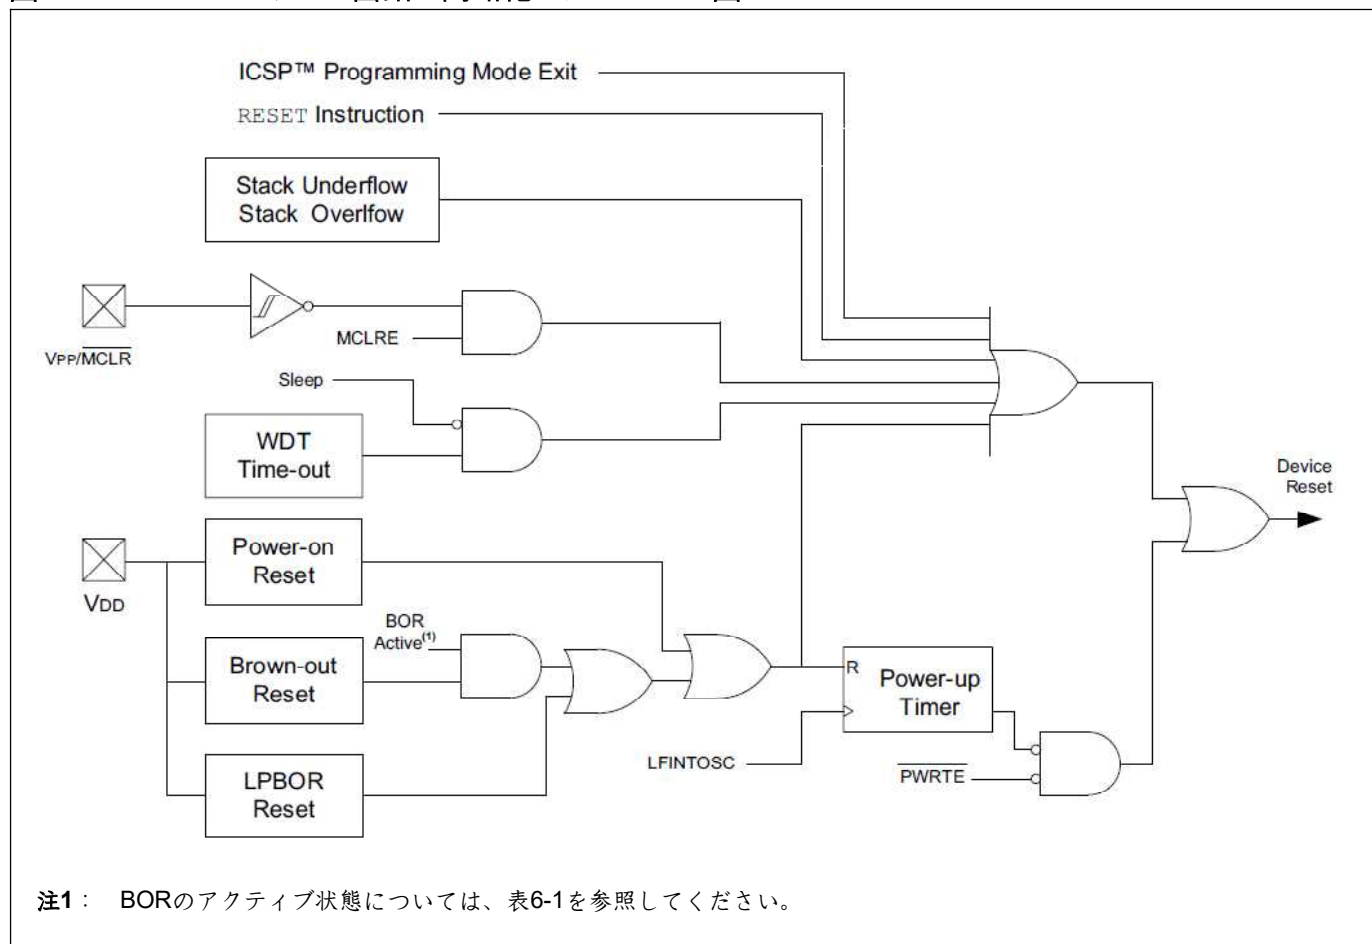 ICSP™ Programming Mode Exit
RESET Instruction
Stack Underflow
Stack Overlfow
VPP/MCLR
MCLRE
Sleep
WDT
Time-out
Device
Reset
VDD
Power-on
Reset
BOR
Active(1)
Brown-out
Reset
R
Power-up
Timer
LFINTOSC
PWRTE
LPBOR
Reset
注1： BORのアクティブ状態については、表6-1を参照してください。